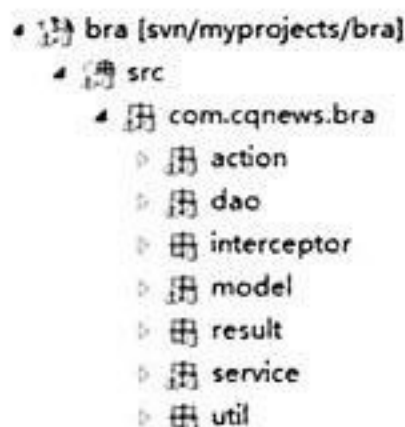 bra [svn/myprojects/bra]
src
com.cqnews.bra
action
dao
interceptor
model
result
service
util